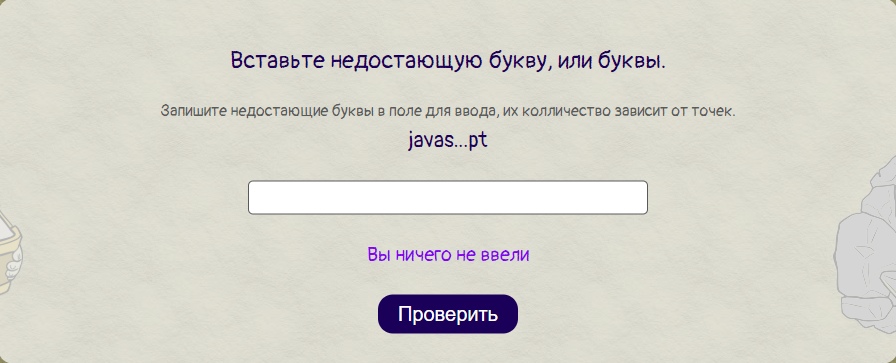 Вставьте недостающую букву, или буквы.
Запишите недостающие буквы в поле для ввода, их колличество зависит от точек.
javas...pt
Вы ничего не ввели
Проверить